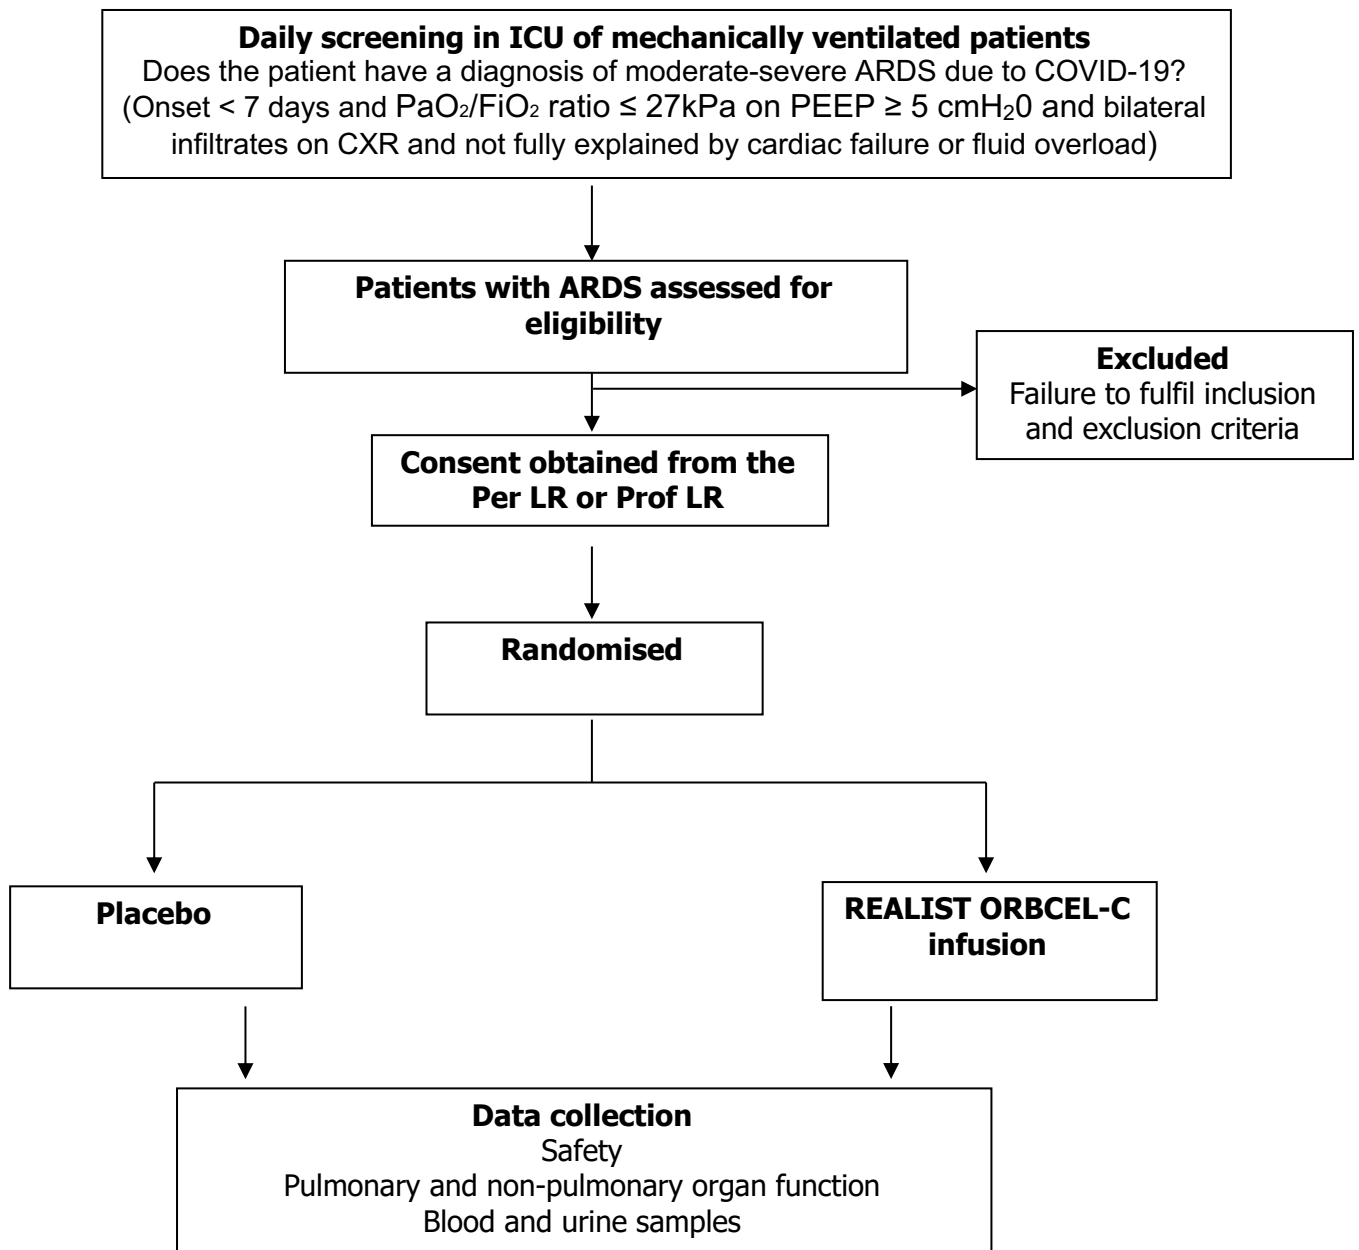 Daily screening in ICU of mechanically ventilated patients
Does the patient have a diagnosis of moderate-severe ARDS due to COVID-19?
(Onset < 7 days and PaO₂/FiO₂ ratio ≤ 27kPa on PEEP ≥ 5 cmH₂0 and bilateral
infiltrates on CXR and not fully explained by cardiac failure or fluid overload)
Patients with ARDS assessed for
eligibility
Excluded
Failure to fulfil inclusion
and exclusion criteria
Consent obtained from the
Per LR or Prof LR
Randomised
Placebo
REALIST ORBCEL-C
infusion
Data collection
Safety
Pulmonary and non-pulmonary organ function
Blood and urine samples